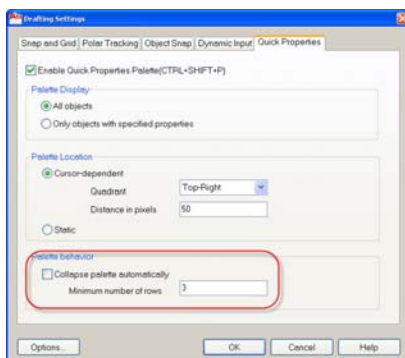 Drafting Settings
Snap and Grid Polar Tracking Object Snap Dynamic Input Quick Properties
Enable Quick Properties Palette(CTRL+SHIFT+P)
Palette Display
All objects
Only objects with specified properties
Palette Location
Cursor-dependent
Quadrant Top-Right
Distance in pixels 50
Static
Palette behavior
Collapse palette automatically
Minimum number of rows 3
Options... OK Cancel Help